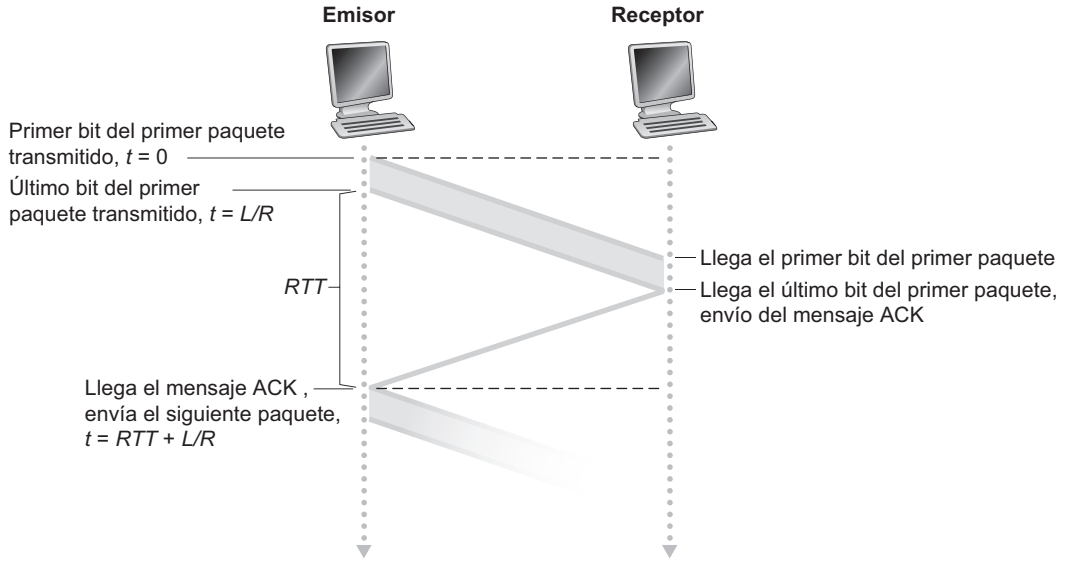 Emisor
Receptor
Primer bit del primer paquete
transmitido, t = 0
Último bit del primer
paquete transmitido, t = L/R
Llega el primer bit del primer paquete
RTT
Llega el último bit del primer paquete,
envío del mensaje ACK
Llega el mensaje ACK ,
envía el siguiente paquete,
t = RTT + L/R